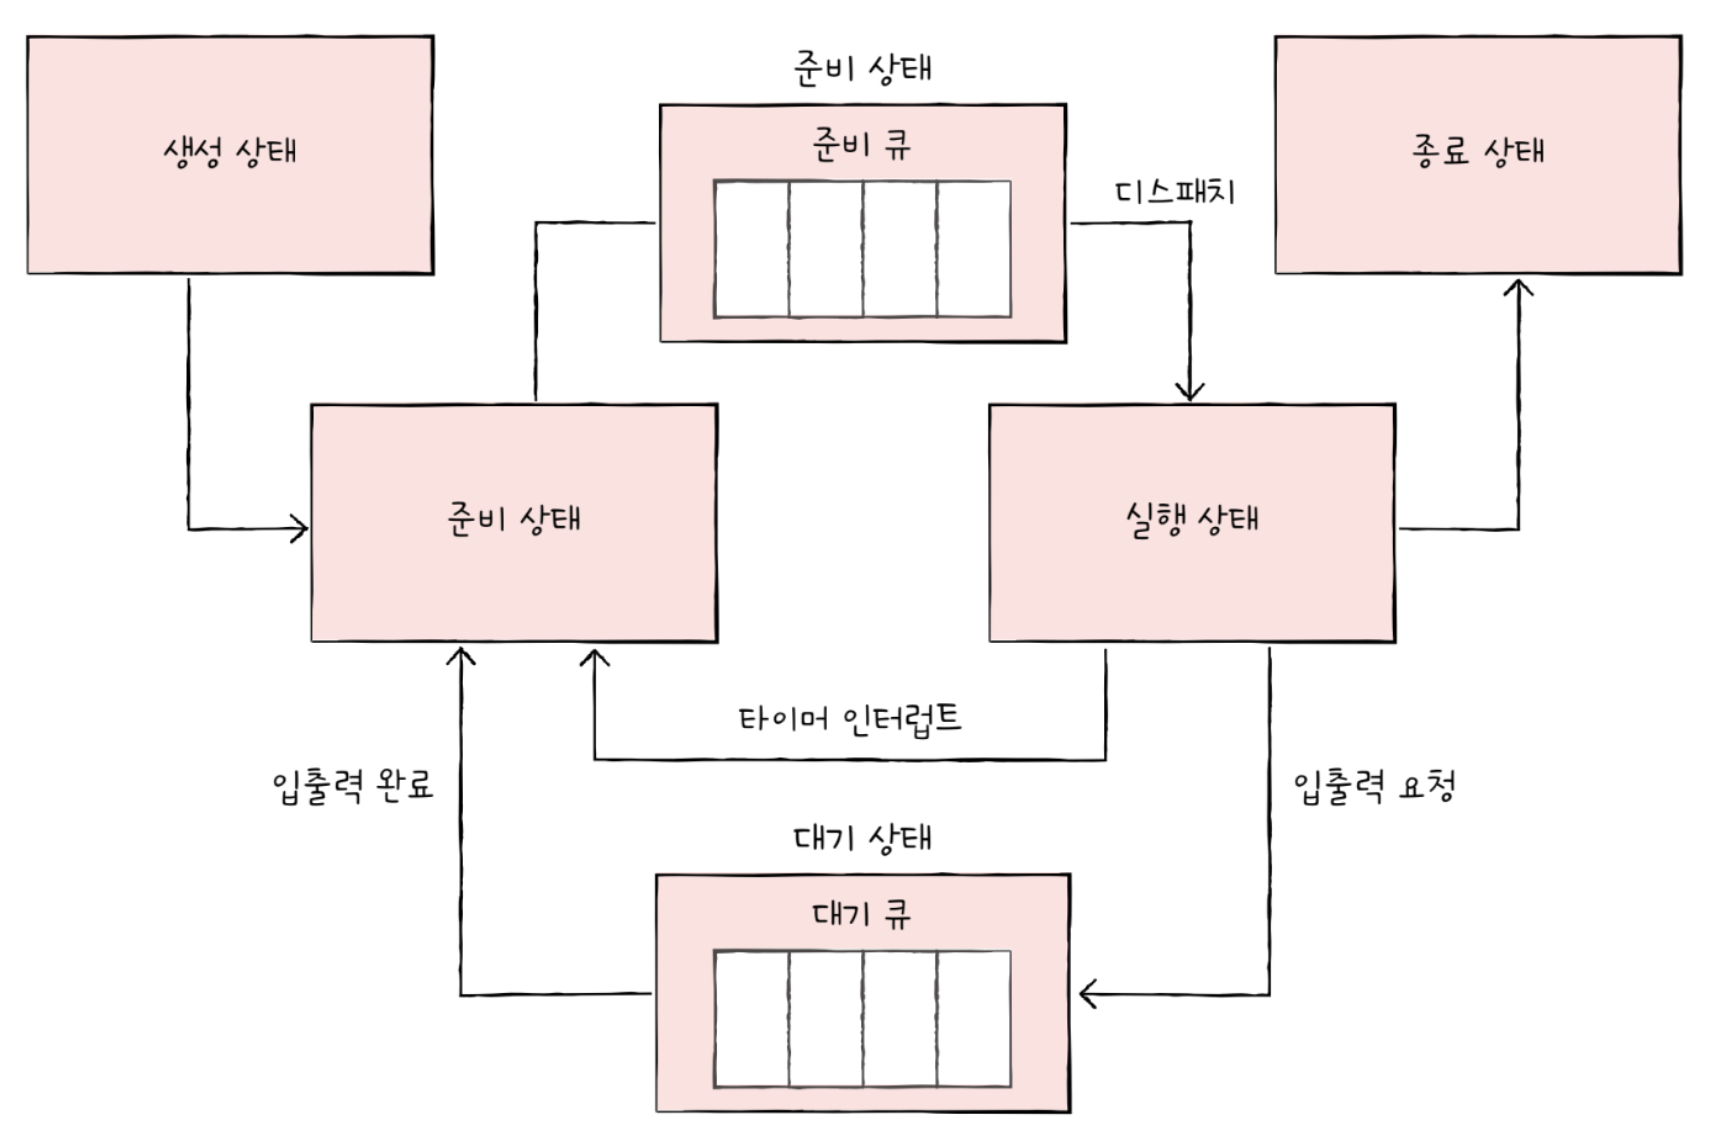 준비 상태
생성 상태
준비 큐
종료 상태
디스패치
준비 상태
실행 상태
타이머 인터럽트
입출력 완료
입출력 요청
대기 상태
대기 큐